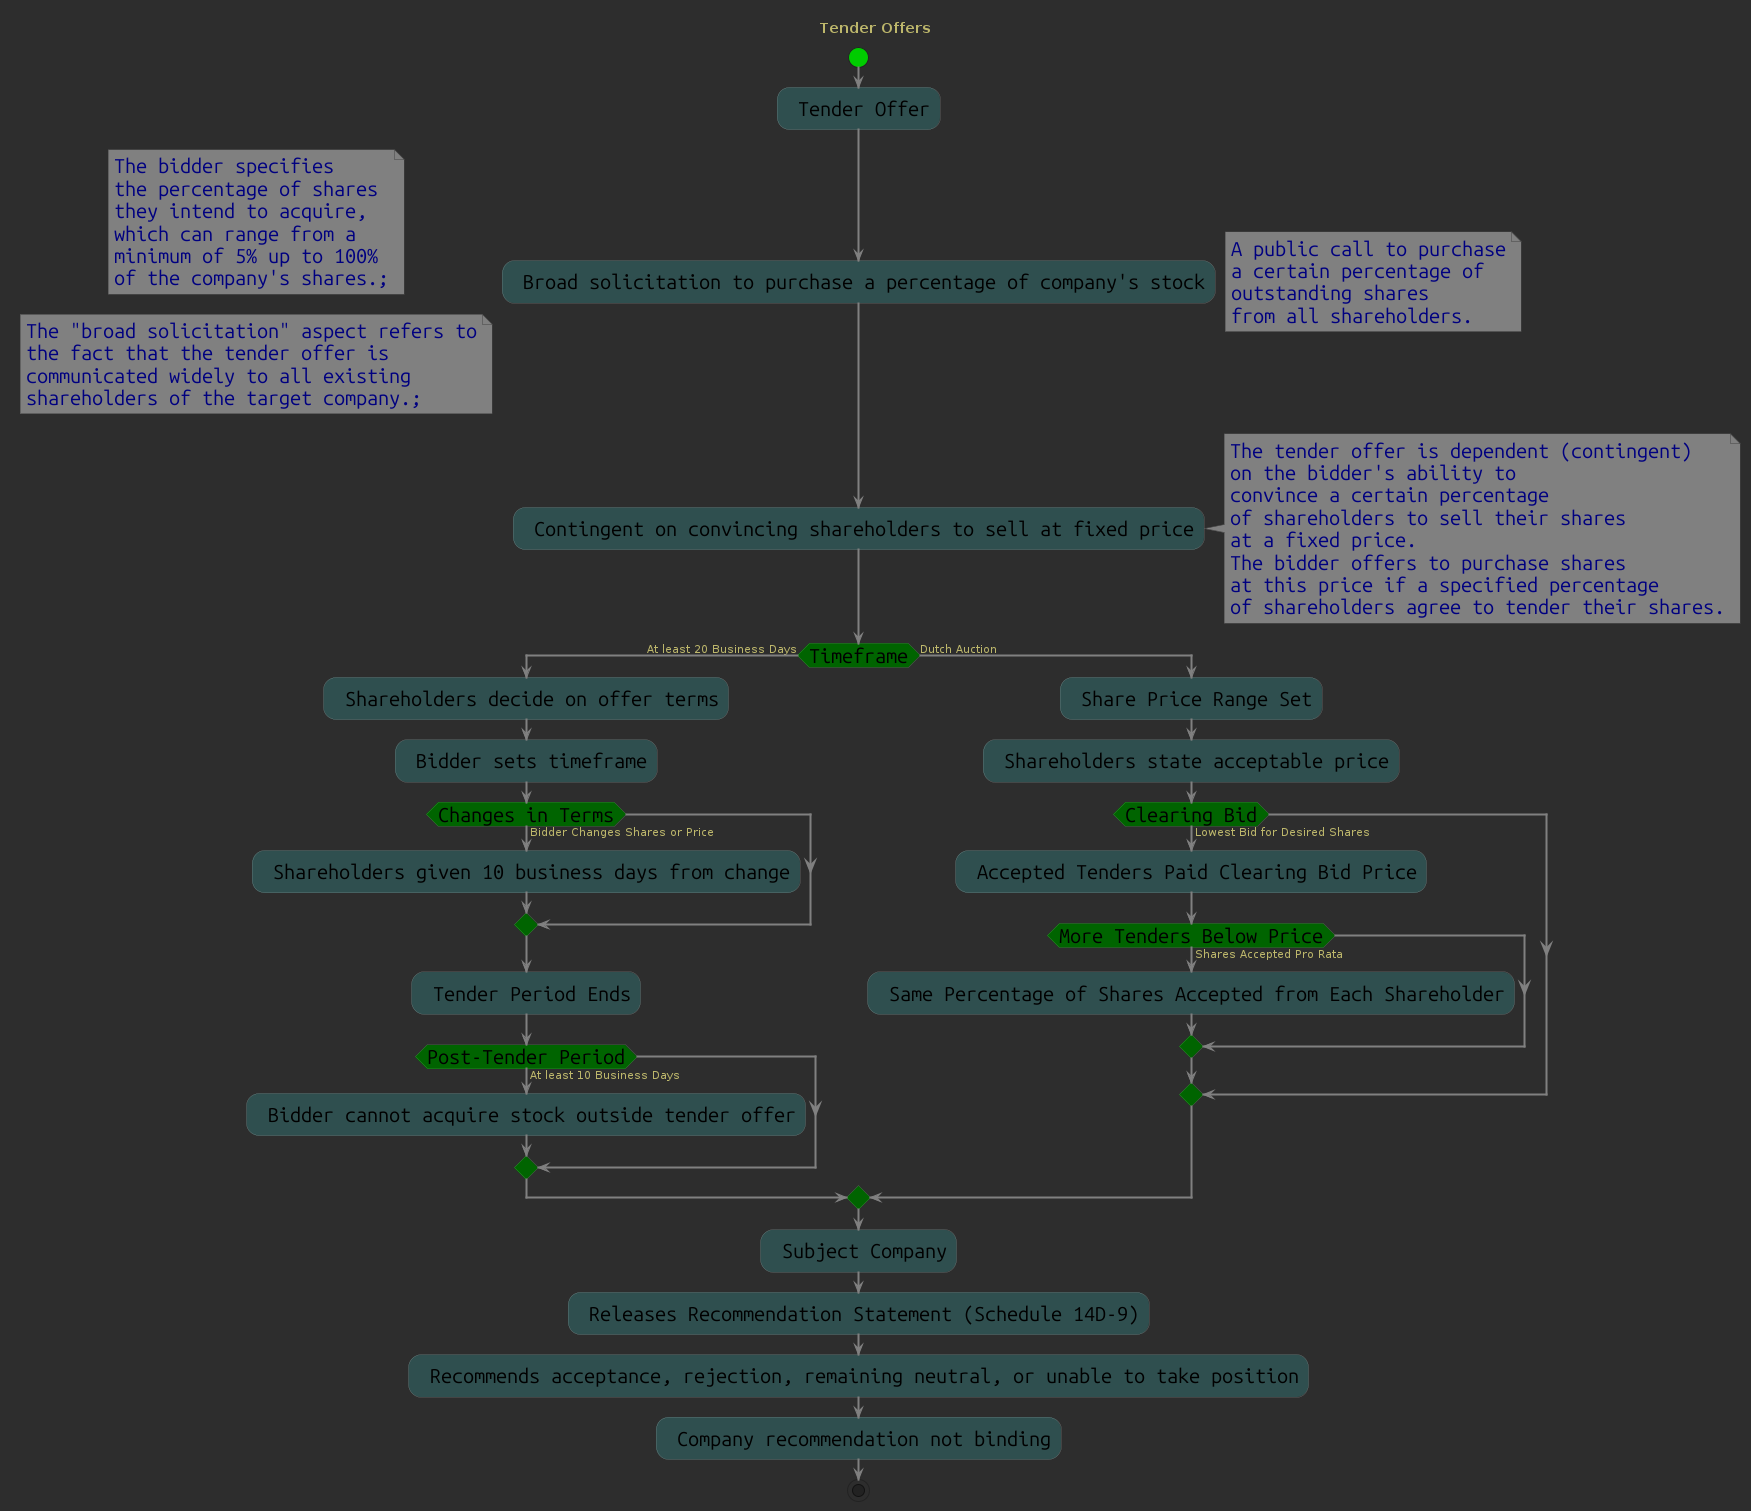 Tender Offers
Tender Offer
The bidder specifies
the percentage of shares
they intend to acquire,
which can range from a
minimum of 5% up to 100%
of the company's shares.;
The "broad solicitation" aspect refers to
the fact that the tender offer is
communicated widely to all existing
shareholders of the target company.;
Broad solicitation to purchase a percentage of company's stock
A public call to purchase
a certain percentage of
outstanding shares
from all shareholders.
Contingent on convincing shareholders to sell at fixed price
The tender offer is dependent (contingent)
on the bidder's ability to
convince a certain percentage
of shareholders to sell their shares
at a fixed price.
The bidder offers to purchase shares
at this price if a specified percentage
of shareholders agree to tender their shares.
At least 20 Business Days
Timeframe
Dutch Auction
Shareholders decide on offer terms
Bidder sets timeframe
Changes in Terms
Bidder Changes Shares or Price
Shareholders given 10 business days from change
Tender Period Ends
Post-Tender Period
At least 10 Business Days
Bidder cannot acquire stock outside tender offer
Share Price Range Set
Shareholders state acceptable price
Clearing Bid
Lowest Bid for Desired Shares
Accepted Tenders Paid Clearing Bid Price
More Tenders Below Price
Shares Accepted Pro Rata
Same Percentage of Shares Accepted from Each Shareholder
Subject Company
Releases Recommendation Statement (Schedule 14D-9)
Recommends acceptance, rejection, remaining neutral, or unable to take position
Company recommendation not binding